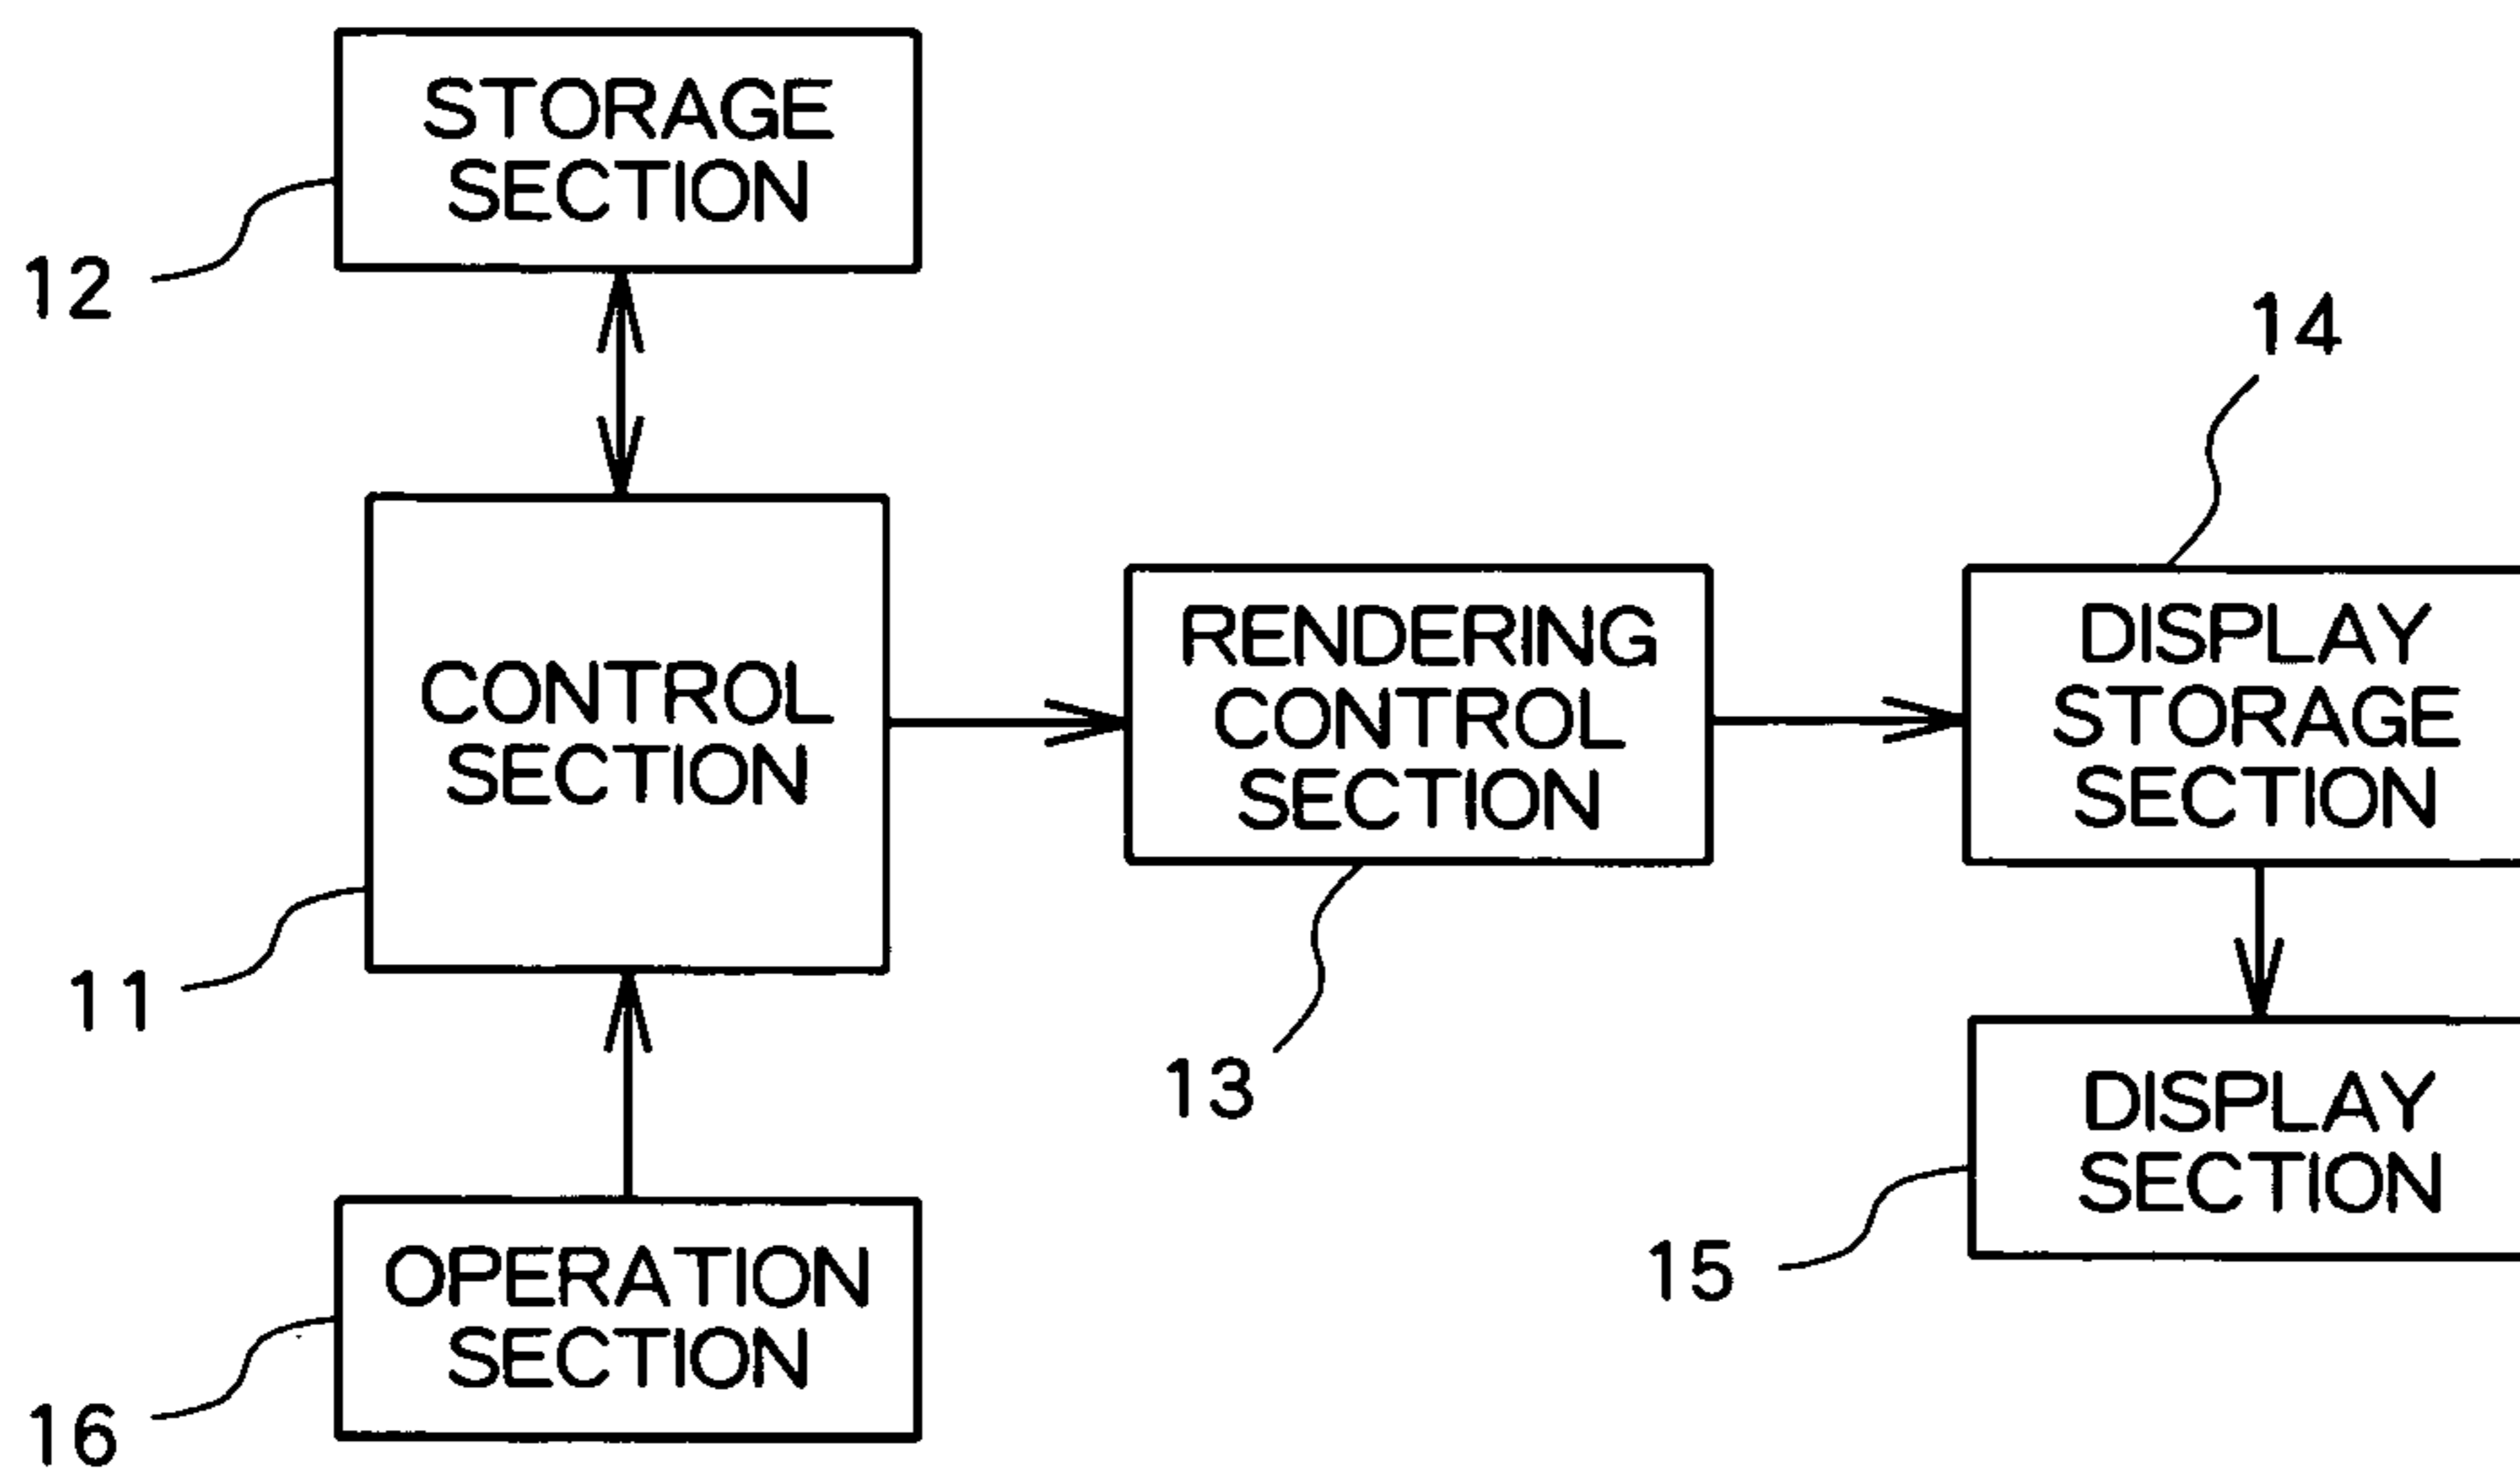 STORAGE
SECTION
12
14
CONTROL
SECTION
11
RENDERING
CONTROL
SECTION
13
DISPLAY
STORAGE
SECTION
DISPLAY
SECTION
15
OPERATION
SECTION
16